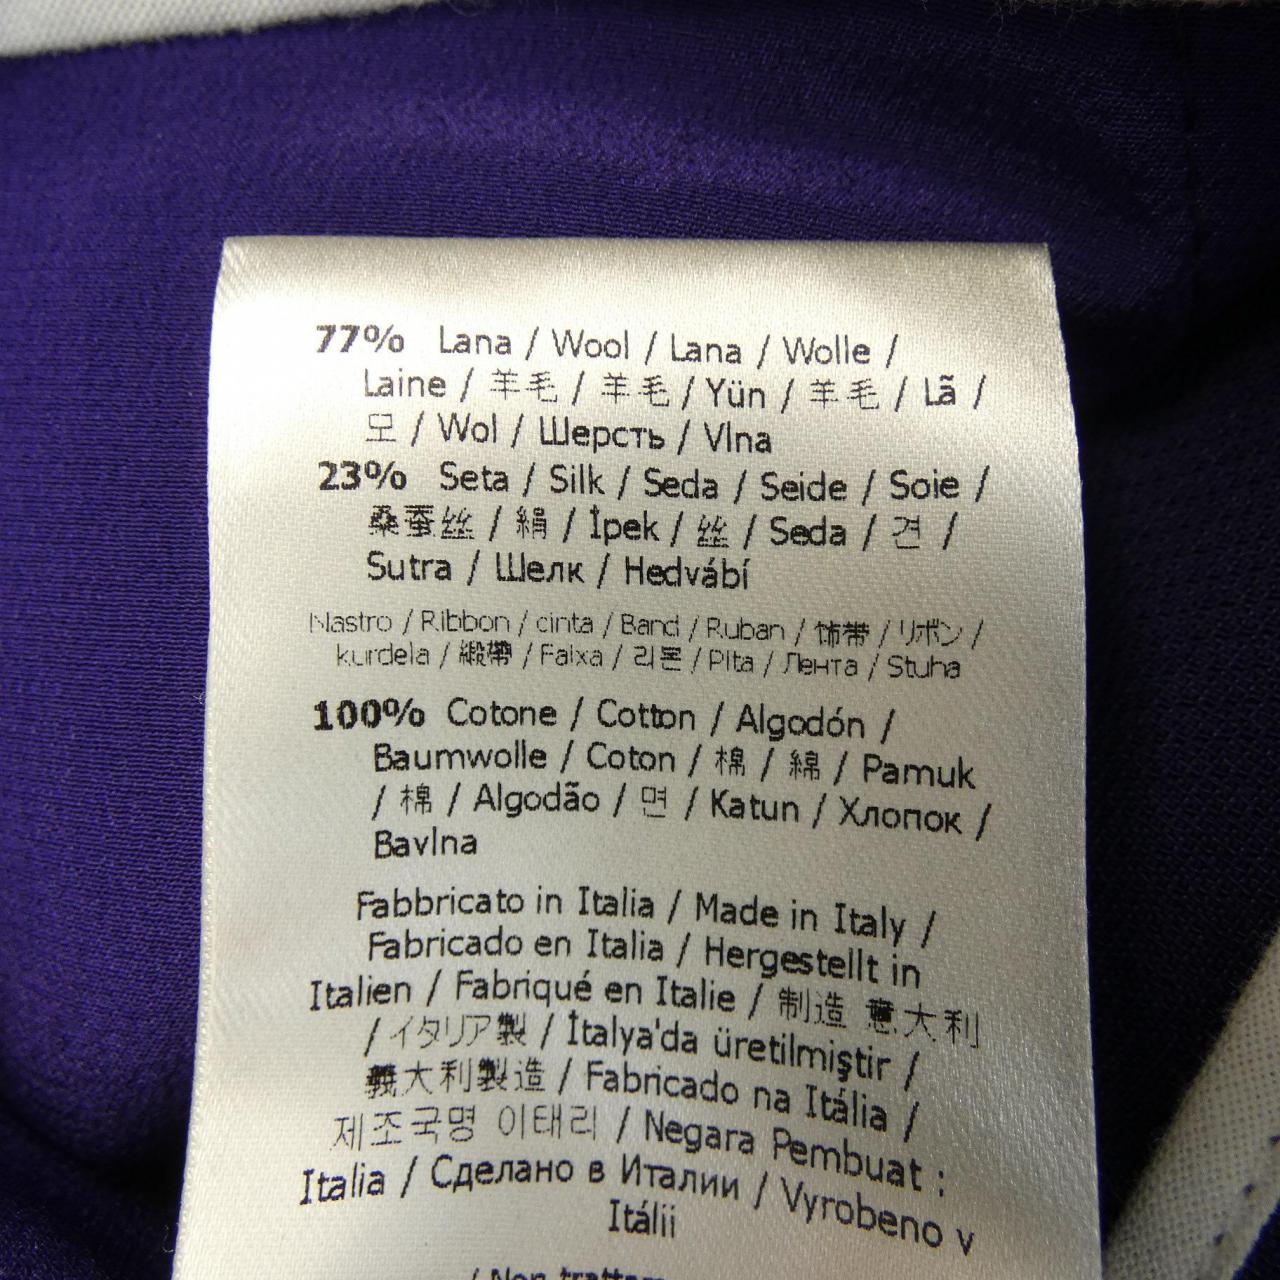 77% Lana / Wool / Lana / Wolle /
Laine / 羊毛 / 羊毛 / Yün / 羊毛 / Lã /
모 / Wol / Шерсть / Vlna
23% Seta / Silk / Seda / Seide / Soie /
桑蚕丝 / 絹 / İpek / 丝 / Seda / 견 /
Sutra / Шелк / Hedvábí
Nastro / Ribbon / cinta / Band / Ruban / 饰带 / リボン /
kurdela / 緞帶 / Faixa / 리본 / Pita / Лента / Stuha
100% Cotone / Cotton / Algodón /
Baumwolle / Coton / 棉 / 綿 / Pamuk
/ 棉 / Algodão / 면 / Katun / Хлопок /
Bavlna
Fabbricato in Italia / Made in Italy /
Fabricado en Italia / Hergestellt in
Italien / Fabriqué en Italie / 制造 意大利
/ イタリア製 / İtalya'da üretilmiştir /
義大利製造 / Fabricado na Itália /
제조국명 이태리 / Negara Pembuat :
Italia / Сделано в Италии / Vyrobeno v
Itálii
/ Non